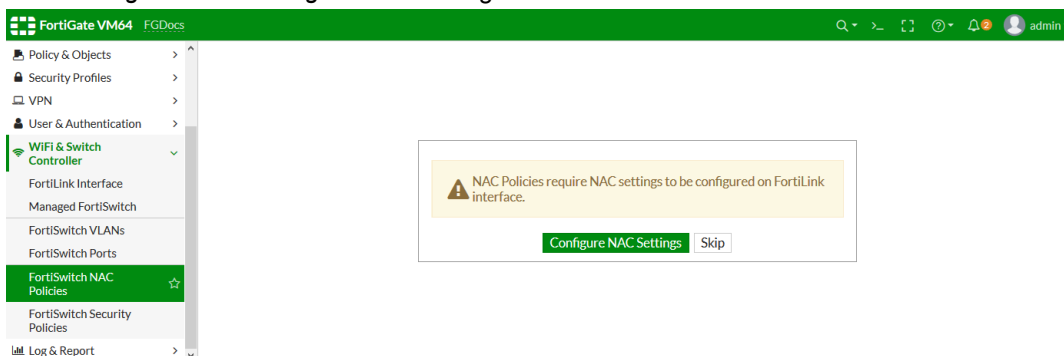 FortiGate VM64 FGDocs
2 admin
Policy & Objects
Security Profiles
VPN
User & Authentication
WiFi & Switch
Controller
FortiLink Interface
Managed FortiSwitch
FortiSwitch VLANs
FortiSwitch Ports
FortiSwitch NAC
Policies
FortiSwitch Security
Policies
Log & Report
NAC Policies require NAC settings to be configured on FortiLink
interface.
Configure NAC Settings Skip